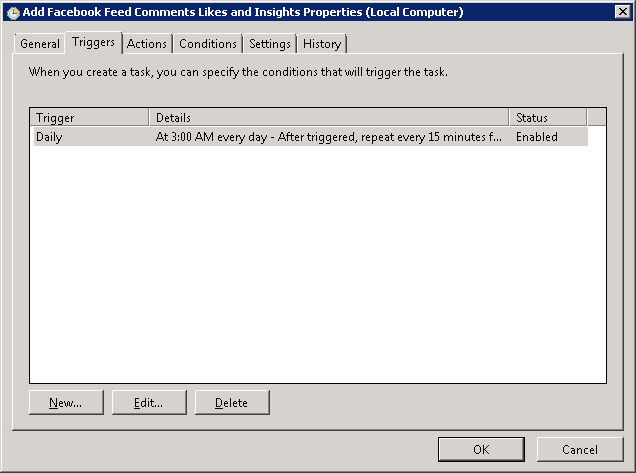 Add Facebook Feed Comments Likes and Insights Properties (Local Computer)
General Triggers Actions Conditions Settings History
When you create a task, you can specify the conditions that will trigger the task.
Trigger Details Status
Daily At 3:00 AM every day - After triggered, repeat every 15 minutes f... Enabled
New... Edit... Delete
OK Cancel